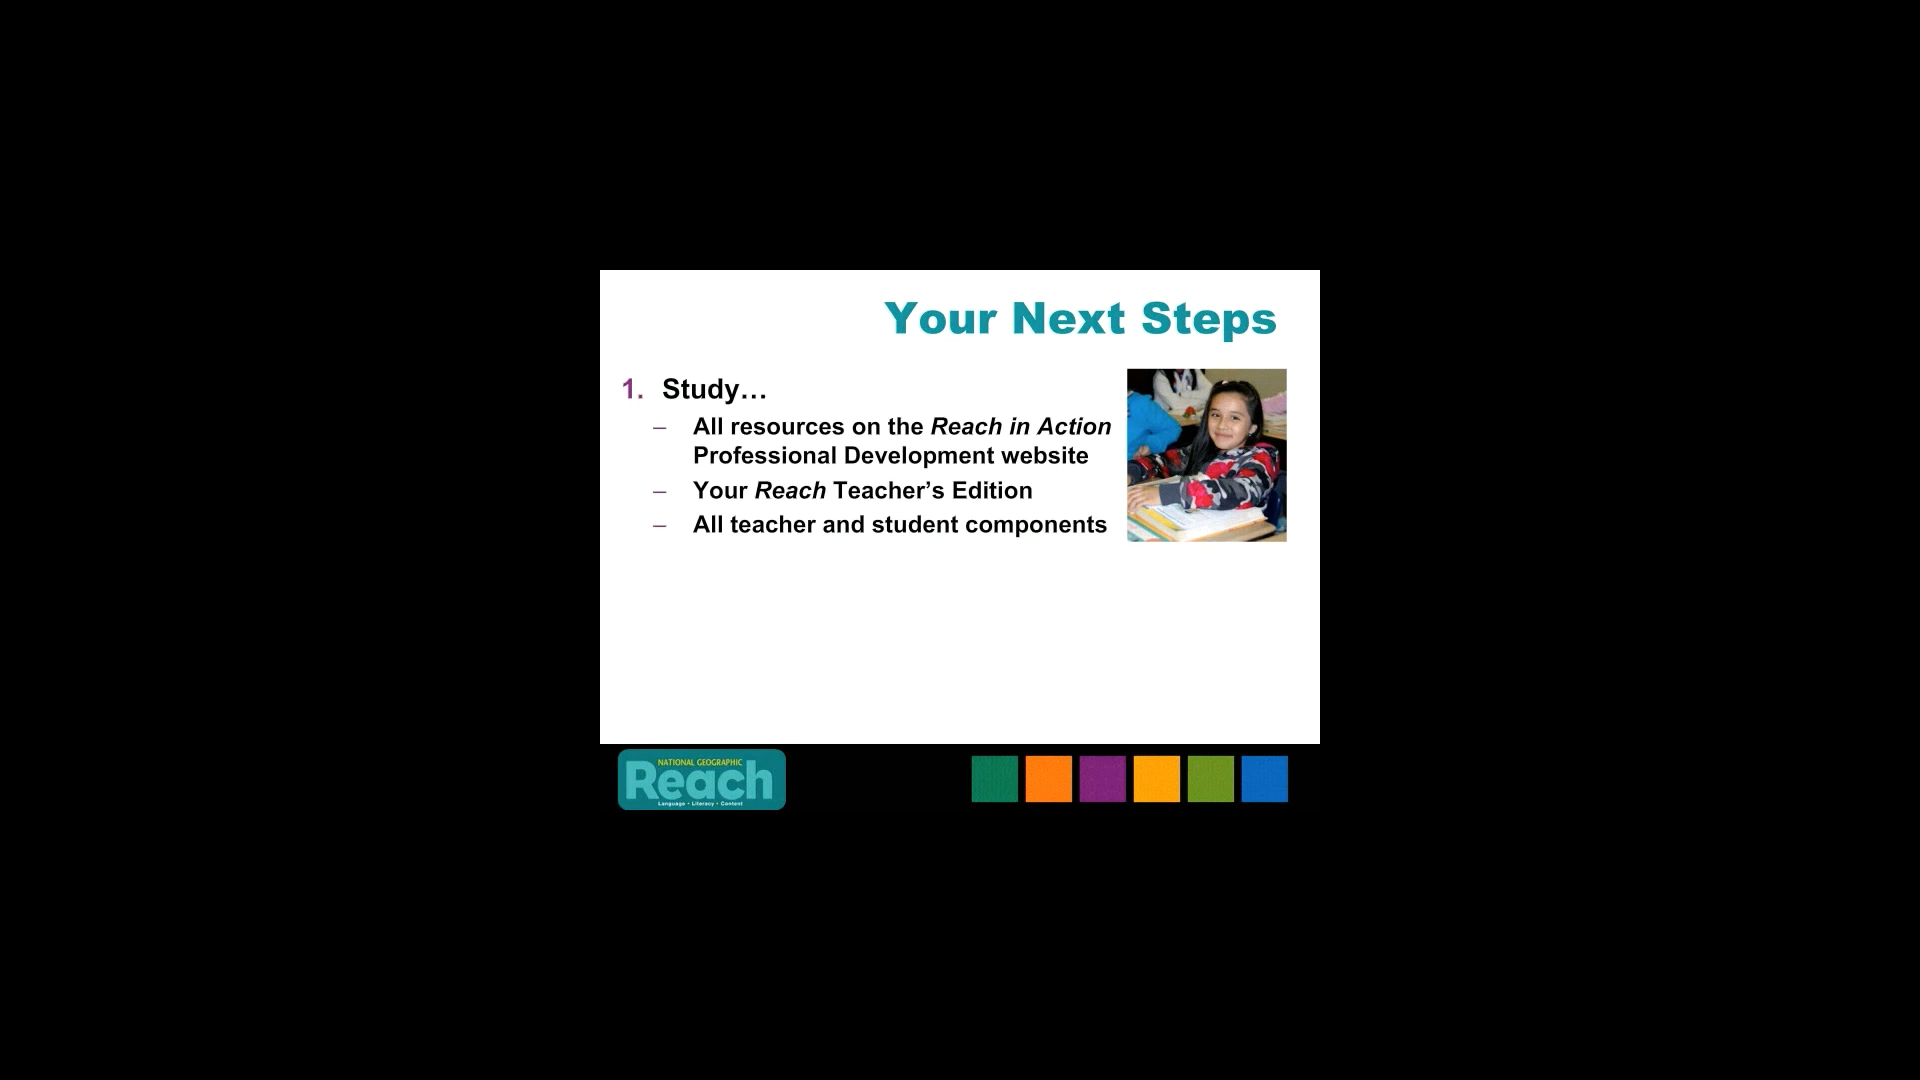 Your Next Steps
1. Study…
– All resources on the Reach in Action
Professional Development website
– Your Reach Teacher’s Edition
– All teacher and student components
NATIONAL GEOGRAPHIC
Reach
Language • Literacy • Content